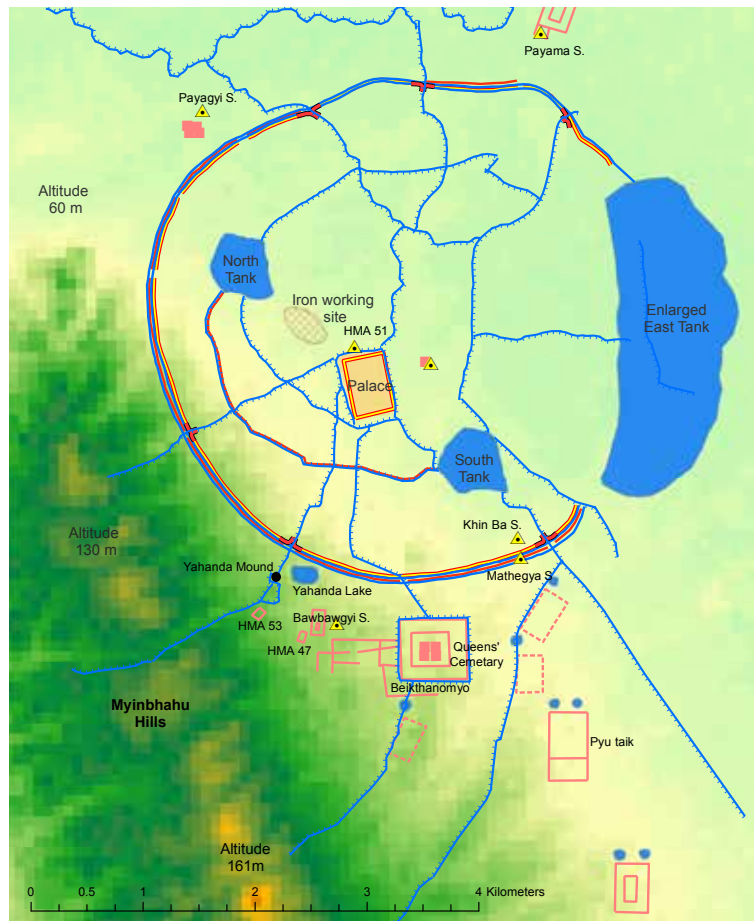 Payama S.
Payagyi S.
Altitude
60 m
North
Tank
Iron working
site
HMA 51
Enlarged
East Tank
Palace
South
Tank
Khin Ba S.
Altitude
130 m
Yahanda Mound
Mathegya S.
Yahanda Lake
HMA 53
Bawbawgyi S.
HMA 47
Queens'
Cemetary
Beikthanomyo
Myinbhahu
Hills
Pyu taik
Altitude
161m
0 0.5 1 2 3 4 Kilometers